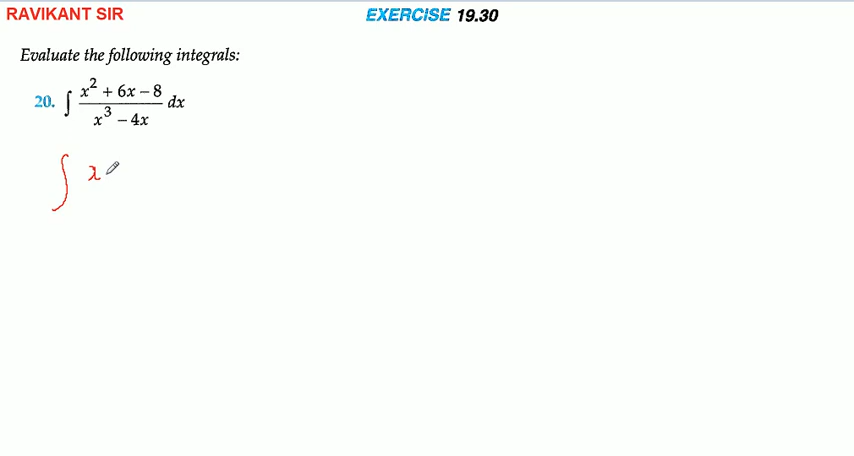 RAVIKANT SIR
EXERCISE 19.30
Evaluate the following integrals:
20. ∫ (x² + 6x – 8)/(x³ – 4x) dx
∫ x